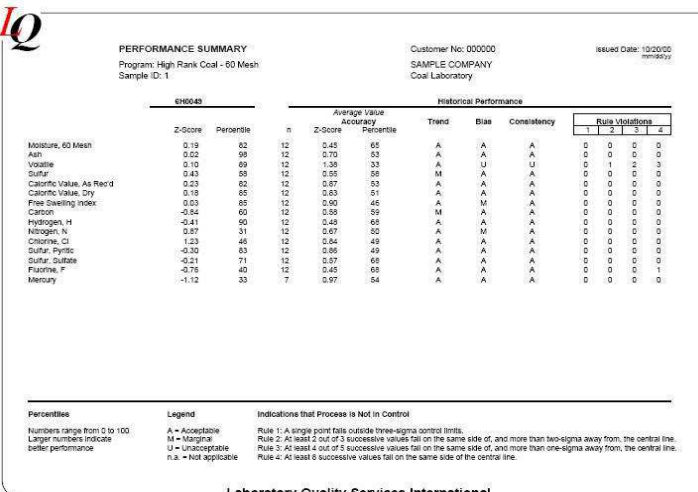 LQ
PERFORMANCE SUMMARY
Customer No: 000000
Issued Date: 10/20/00
mm/dd/yy
Program: High Rank Coal - 60 Mesh
SAMPLE COMPANY
Sample ID: 1
Coal Laboratory
6H0049 Historical Performance
Average Value
Accuracy Trend Bias Consistency Rule Violations
Z-Score Percentile n Z-Score Percentile 1 2 3 4
Moisture, 60 Mesh 0.19 82 12 0.45 65 A A A 0 0 0 0
Ash 0.02 98 12 0.70 53 A A A 0 0 0 0
Volatile 0.10 89 12 1.38 33 A U U 0 1 2 3
Sulfur 0.43 58 12 0.55 58 M A A 0 0 0 0
Calorific Value, As Rec'd 0.23 82 12 0.87 53 A A A 0 0 0 0
Calorific Value, Dry 0.18 85 12 0.83 51 A A A 0 0 0 0
Free Swelling Index 0.03 85 12 0.90 46 A M A 0 0 0 0
Carbon -0.64 60 12 0.58 59 M A A 0 0 0 0
Hydrogen, H -0.41 90 12 0.48 68 A A A 0 0 0 0
Nitrogen, N 0.87 31 12 0.67 50 A M A 0 0 0 0
Chlorine, Cl 1.23 46 12 0.84 49 A A A 0 0 0 0
Sulfur, Pyritic -0.30 83 12 0.86 49 A A A 0 0 0 0
Sulfur, Sulfate -0.21 71 12 0.57 68 A A A 0 0 0 0
Fluorine, F -0.76 40 12 0.45 68 A A A 0 0 0 1
Mercury -1.12 33 7 0.97 54 A A A 0 0 0 0
Percentiles Legend Indications that Process is Not in Control
Numbers range from 0 to 100 A = Acceptable Rule 1: A single point falls outside three-sigma control limits.
Larger numbers indicate M = Marginal Rule 2: At least 2 out of 3 successive values fall on the same side of, and more than two-sigma away from, the central line.
better performance U = Unacceptable Rule 3: At least 4 out of 5 successive values fall on the same side of, and more than one-sigma away from, the central line.
n.a. = Not applicable Rule 4: At least 8 successive values fall on the same side of the central line.
Laboratory Quality Services International